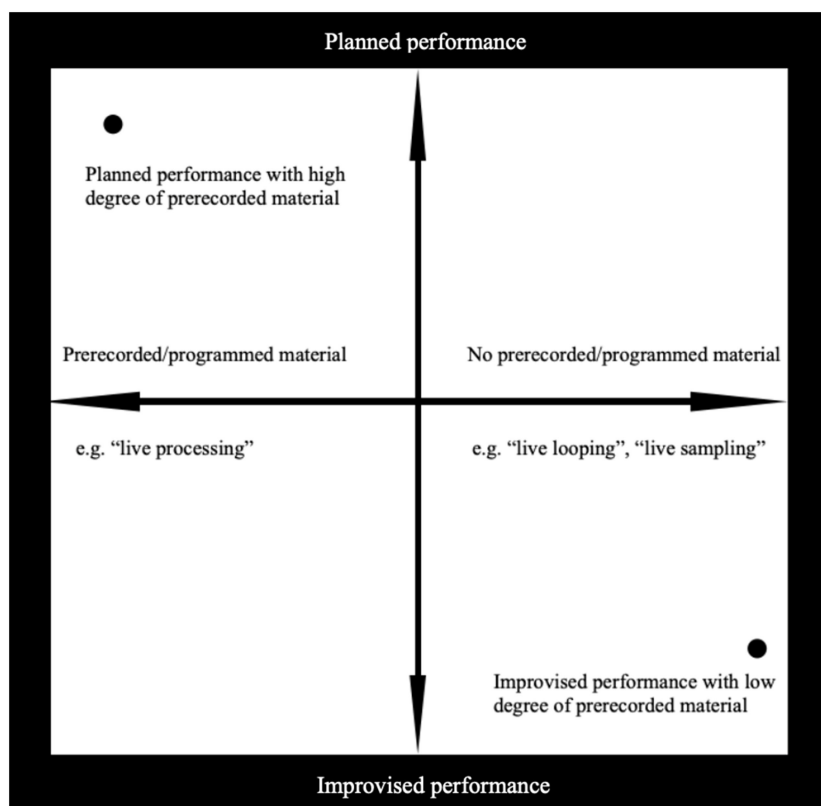 Planned performance
Planned performance with high
degree of prerecorded material
Prerecorded/programmed material
No prerecorded/programmed material
e.g. “live processing”
e.g. “live looping”, “live sampling”
Improvised performance with low
degree of prerecorded material
Improvised performance